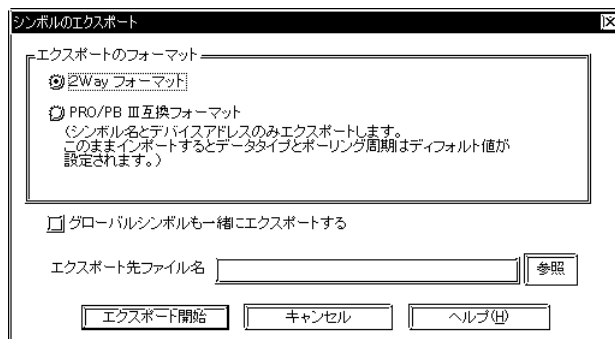 シンボルのエクスポート
エクスポートのフォーマット
2Way フォーマット
PRO/PB Ⅲ互換フォーマット
(シンボル名とデバイスアドレスのみエクスポートします。
このままインポートするとデータタイプとポーリング周期はディフォルト値が
設定されます。)
グローバルシンボルも一緒にエクスポートする
エクスポート先ファイル名
参照
エクスポート開始
キャンセル
ヘルプ(H)